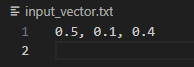 input_vector.txt
1 0.5, 0.1, 0.4
2